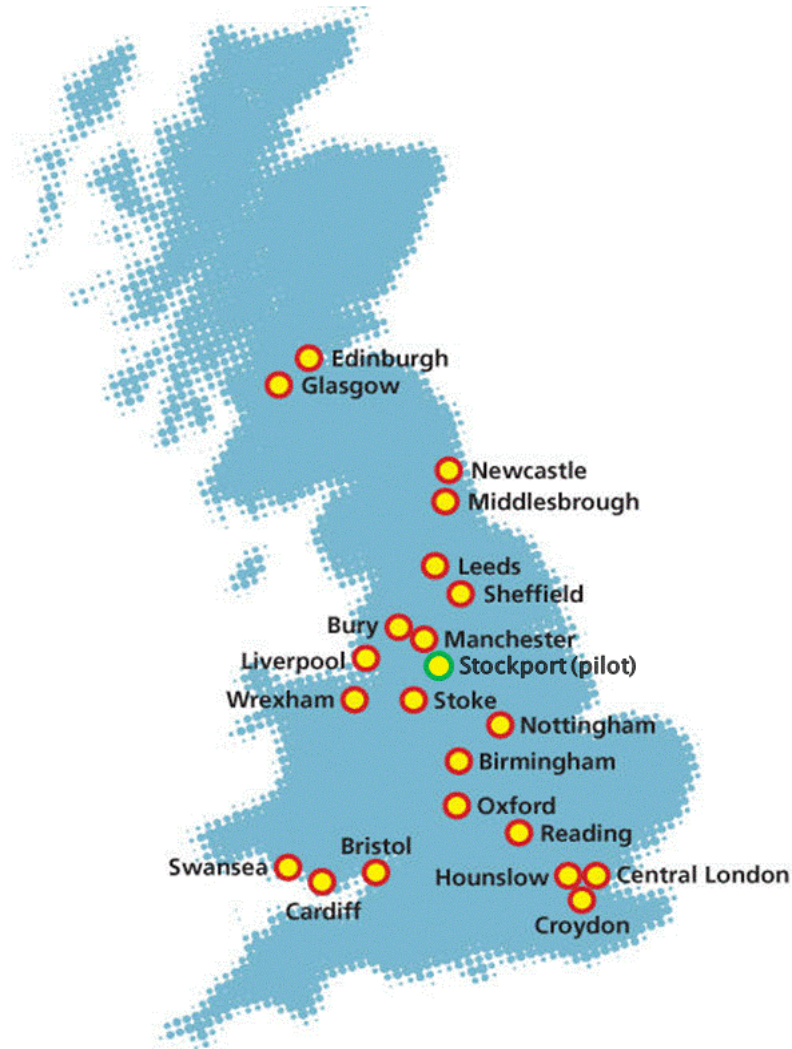 Edinburgh
Glasgow
Newcastle
Middlesbrough
Leeds
Sheffield
Bury
Manchester
Liverpool
Stockport (pilot)
Wrexham
Stoke
Nottingham
Birmingham
Oxford
Reading
Bristol
Swansea
Hounslow
Central London
Cardiff
Croydon